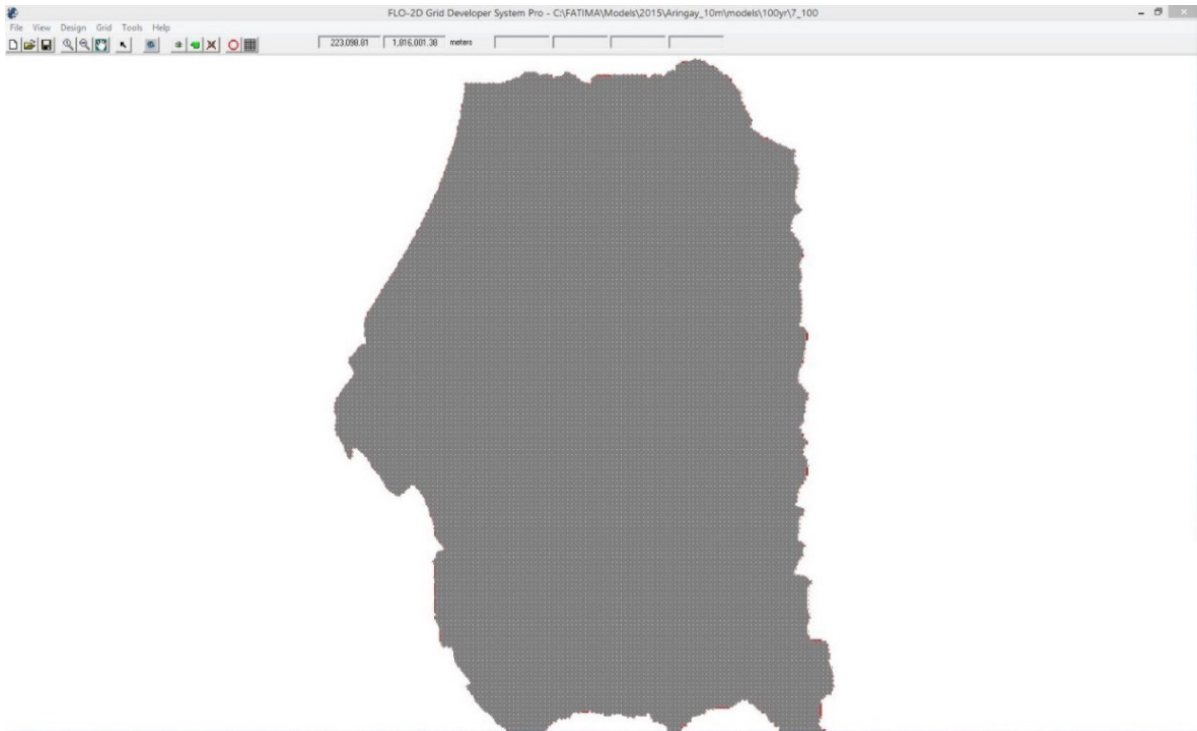 FLO-2D Grid Developer System Pro - C:\FATIMA\Models\2015\Aringay_10m\models\100yr\7_100
File View Design Grid Tools Help
223,098.81 1,816,001.38 meters